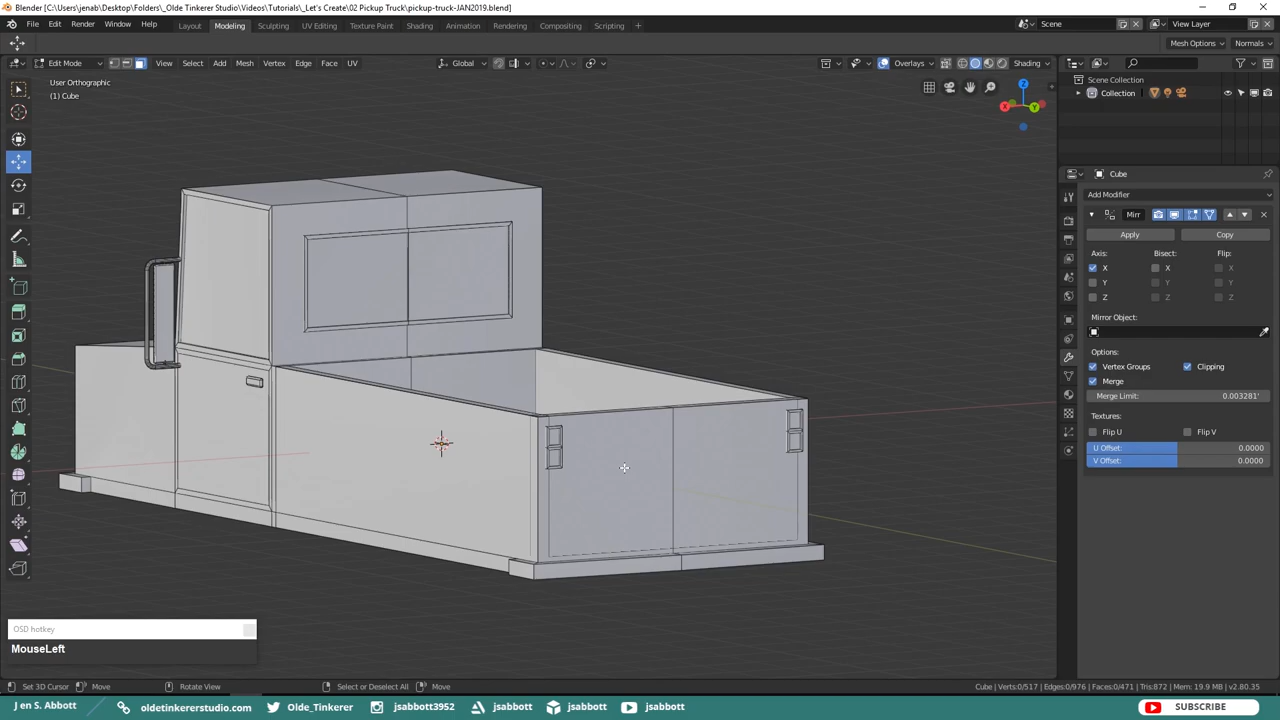 Blender [C:\Users\jenab\Desktop\Folders\_Olde Tinkerer Studio\Videos\Tutorials\_Let's Create\02 Pickup Truck\pickup-truck-JAN2019.blend]
File Edit Render Window Help
Layout Modeling Sculpting UV Editing Texture Paint Shading Animation Rendering Compositing Scripting +
Scene
View Layer
Mesh Options
Normals
Edit Mode
View Select Add Mesh Vertex Edge Face UV
Global
Overlays
Shading
User Orthographic
(1) Cube
X
Y
Scene Collection
Collection
Cube
Add Modifier
Mirr
Apply
Copy
Axis: Bisect: Flip:
X X X
Y Y Y
Z Z Z
Mirror Object:
Options:
Vertex Groups
Clipping
Merge
Merge Limit: 0.003281'
Textures:
Flip U
Flip V
U Offset: 0.0000
V Offset: 0.0000
OSD hotkey
MouseLeft
Set 3D Cursor Move Rotate View Select or Deselect All Move
Cube | Verts:0/517 | Edges:0/976 | Faces:0/471 | Tris:872 | Mem: 19.9 MB | v2.80.35
J en S. Abbott oldetinkererstudio.com Olde_Tinkerer jsabbott3952 jsabbott jsabbott jsabbott SUBSCRIBE